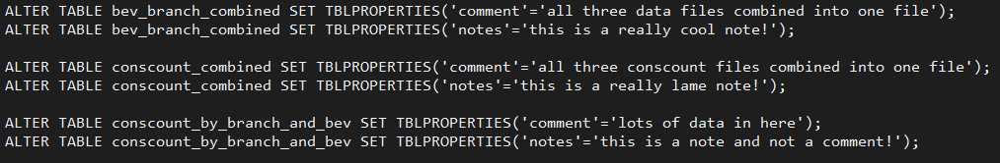 ALTER TABLE bev_branch_combined SET TBLPROPERTIES('comment'='all three data files combined into one file');
ALTER TABLE bev_branch_combined SET TBLPROPERTIES('notes'='this is a really cool note!');
ALTER TABLE conscount_combined SET TBLPROPERTIES('comment'='all three conscount files combined into one file');
ALTER TABLE conscount_combined SET TBLPROPERTIES('notes'='this is a really lame note!');
ALTER TABLE conscount_by_branch_and_bev SET TBLPROPERTIES('comment'='lots of data in here');
ALTER TABLE conscount_by_branch_and_bev SET TBLPROPERTIES('notes'='this is a note and not a comment!');